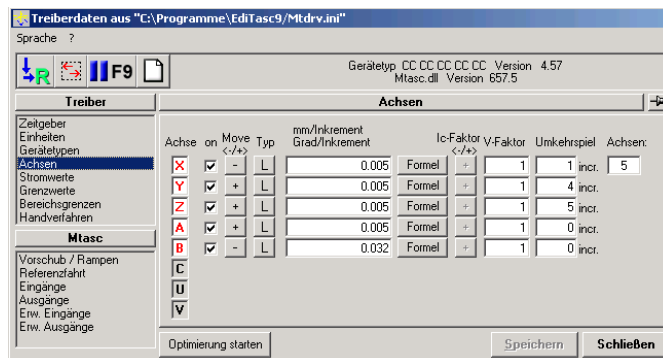 Treiberdaten aus "C:\Programme\EdiTasc9/Mtdrv.ini"
Sprache ?
R F9
Gerätetyp CC CC CC CC CC Version 4.57
Mtasc.dll Version 657.5
Treiber
Zeitgeber
Einheiten
Gerätetypen
Achsen
Stromwerte
Grenzwerte
Bereichsgrenzen
Handverfahren
Mtasc
Vorschub / Rampen
Referenzfahrt
Eingänge
Ausgänge
Erw. Eingänge
Erw. Ausgänge
Achsen
Achse on Move <-/+> Typ mm/Inkrement Grad/Inkrement Ic-Faktor <-/+> V-Faktor Umkehrspiel Achsen:
X - L 0.005 Formel + 1 1 incr. 5
Y + L 0.005 Formel + 1 4 incr.
Z + L 0.005 Formel + 1 5 incr.
A + L 0.005 Formel + 1 0 incr.
B - L 0.032 Formel + 1 0 incr.
C
U
V
Optimierung starten Speichern Schließen